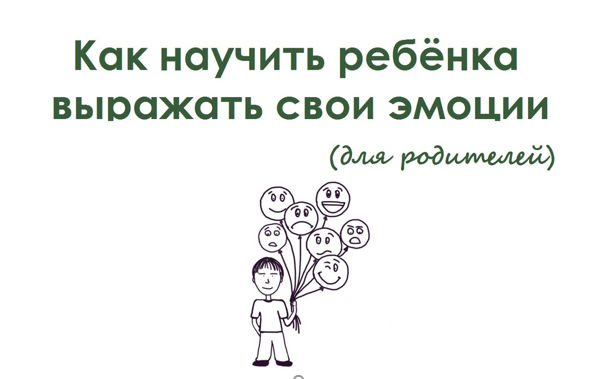 Как научить ребёнка
выражать свои эмоции
(для родителей)